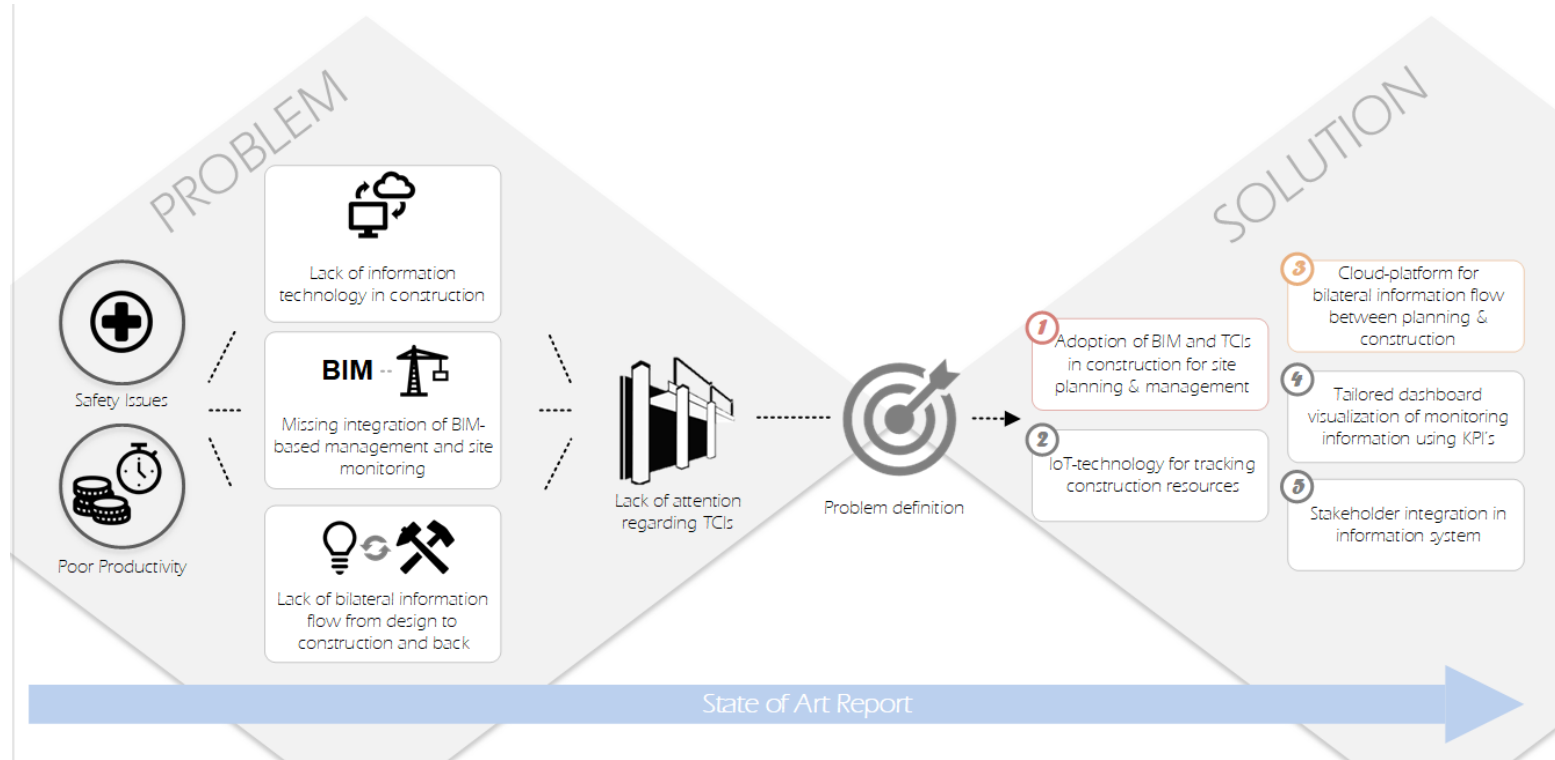 PROBLEM
Safety Issues
Poor Productivity
Lack of information
technology in construction
BIM
Missing integration of BIM-
based management and site
monitoring
Lack of bilateral information
flow from design to
construction and back
Lack of attention
regarding TCIs
Problem definition
SOLUTION
1
Adoption of BIM and TCIs
in construction for site
planning & management
2
IoT-technology for tracking
construction resources
3
Cloud-platform for
bilateral information flow
between planning &
construction
4
Tailored dashboard
visualization of monitoring
information using KPI's
5
Stakeholder integration in
information system
State of Art Report